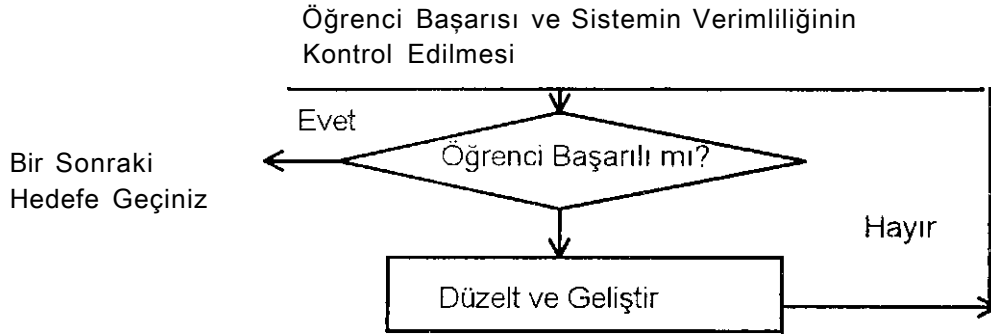 Öğrenci Başarısı ve Sistemin Verimliliğinin
Kontrol Edilmesi
Evet
Öğrenci Başarılı mı?
Bir Sonraki
Hedefe Geçiniz
Hayır
Düzelt ve Geliştir